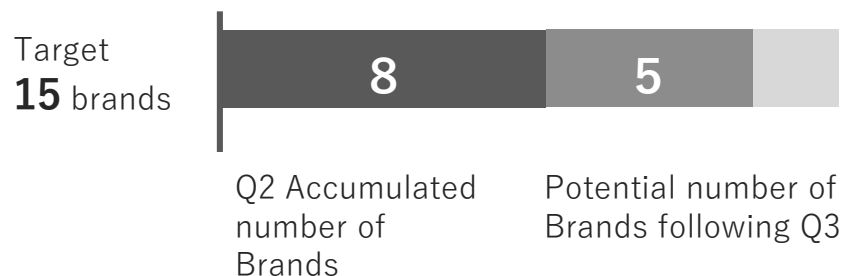 Target
15 brands
8
5
Q2 Accumulated
number of
Brands
Potential number of
Brands following Q3